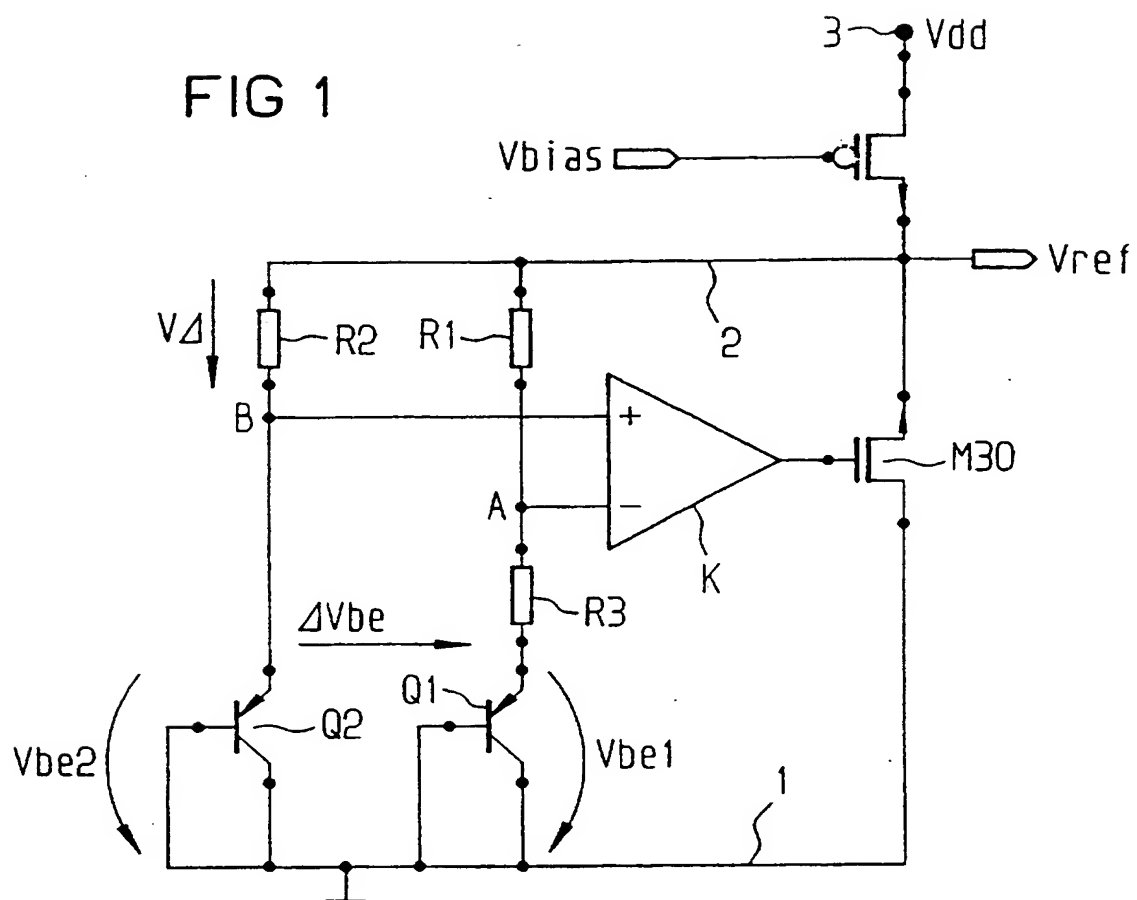 3 Vdd
FIG 1
Vbias
Vref
VΔ
R2
R1
2
B
+
M30
A
−
K
R3
ΔVbe
Q1
Q2
Vbe2
Vbe1
1